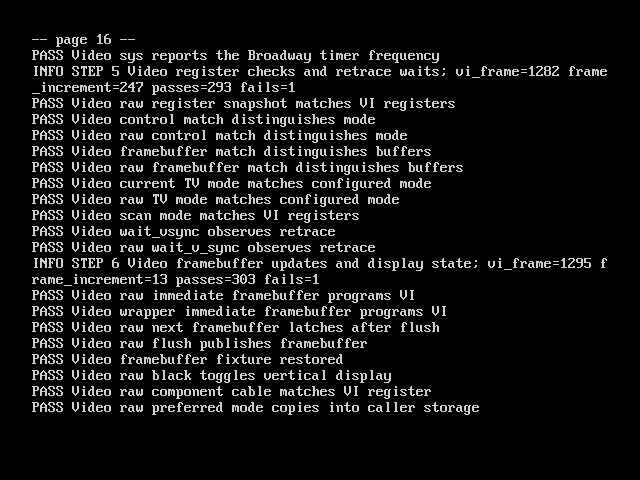 -- page 16 --
PASS Video sys reports the Broadway timer frequency
INFO STEP 5 Video register checks and retrace waits; vi_frame=1282 frame
_increment=247 passes=293 fails=1
PASS Video raw register snapshot matches VI registers
PASS Video control match distinguishes mode
PASS Video raw control match distinguishes mode
PASS Video framebuffer match distinguishes buffers
PASS Video raw framebuffer match distinguishes buffers
PASS Video current TV mode matches configured mode
PASS Video raw TV mode matches configured mode
PASS Video scan mode matches VI registers
PASS Video wait_vsync observes retrace
PASS Video raw wait_v_sync observes retrace
INFO STEP 6 Video framebuffer updates and display state; vi_frame=1295 f
rame_increment=13 passes=303 fails=1
PASS Video raw immediate framebuffer programs VI
PASS Video wrapper immediate framebuffer programs VI
PASS Video raw next framebuffer latches after flush
PASS Video raw flush publishes framebuffer
PASS Video framebuffer fixture restored
PASS Video raw black toggles vertical display
PASS Video raw component cable matches VI register
PASS Video raw preferred mode copies into caller storage